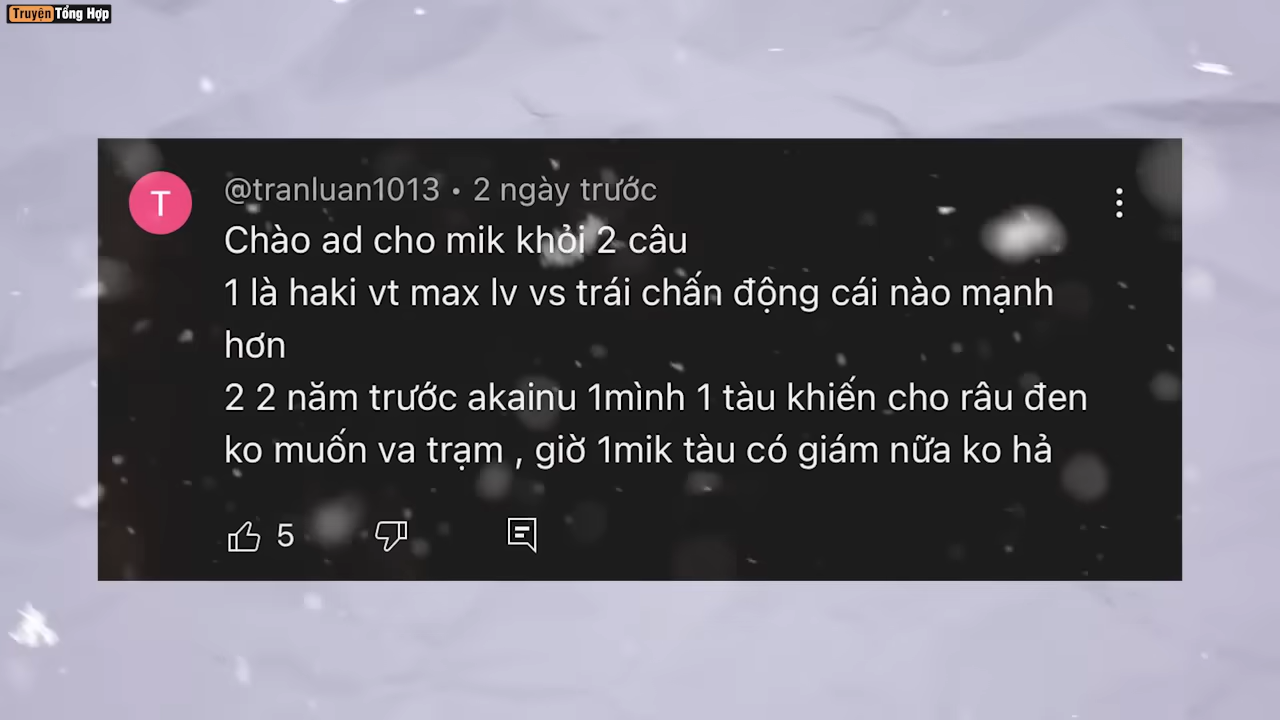 Truyện Tổng Hợp
@tranluan1013 • 2 ngày trước
Chào ad cho mik khỏi 2 câu
1 là haki vt max lv vs trái chấn động cái nào mạnh
hơn
2 2 năm trước akainu 1mình 1 tàu khiến cho râu đen
ko muốn va trạm , giờ 1mik tàu có giám nữa ko hả
5